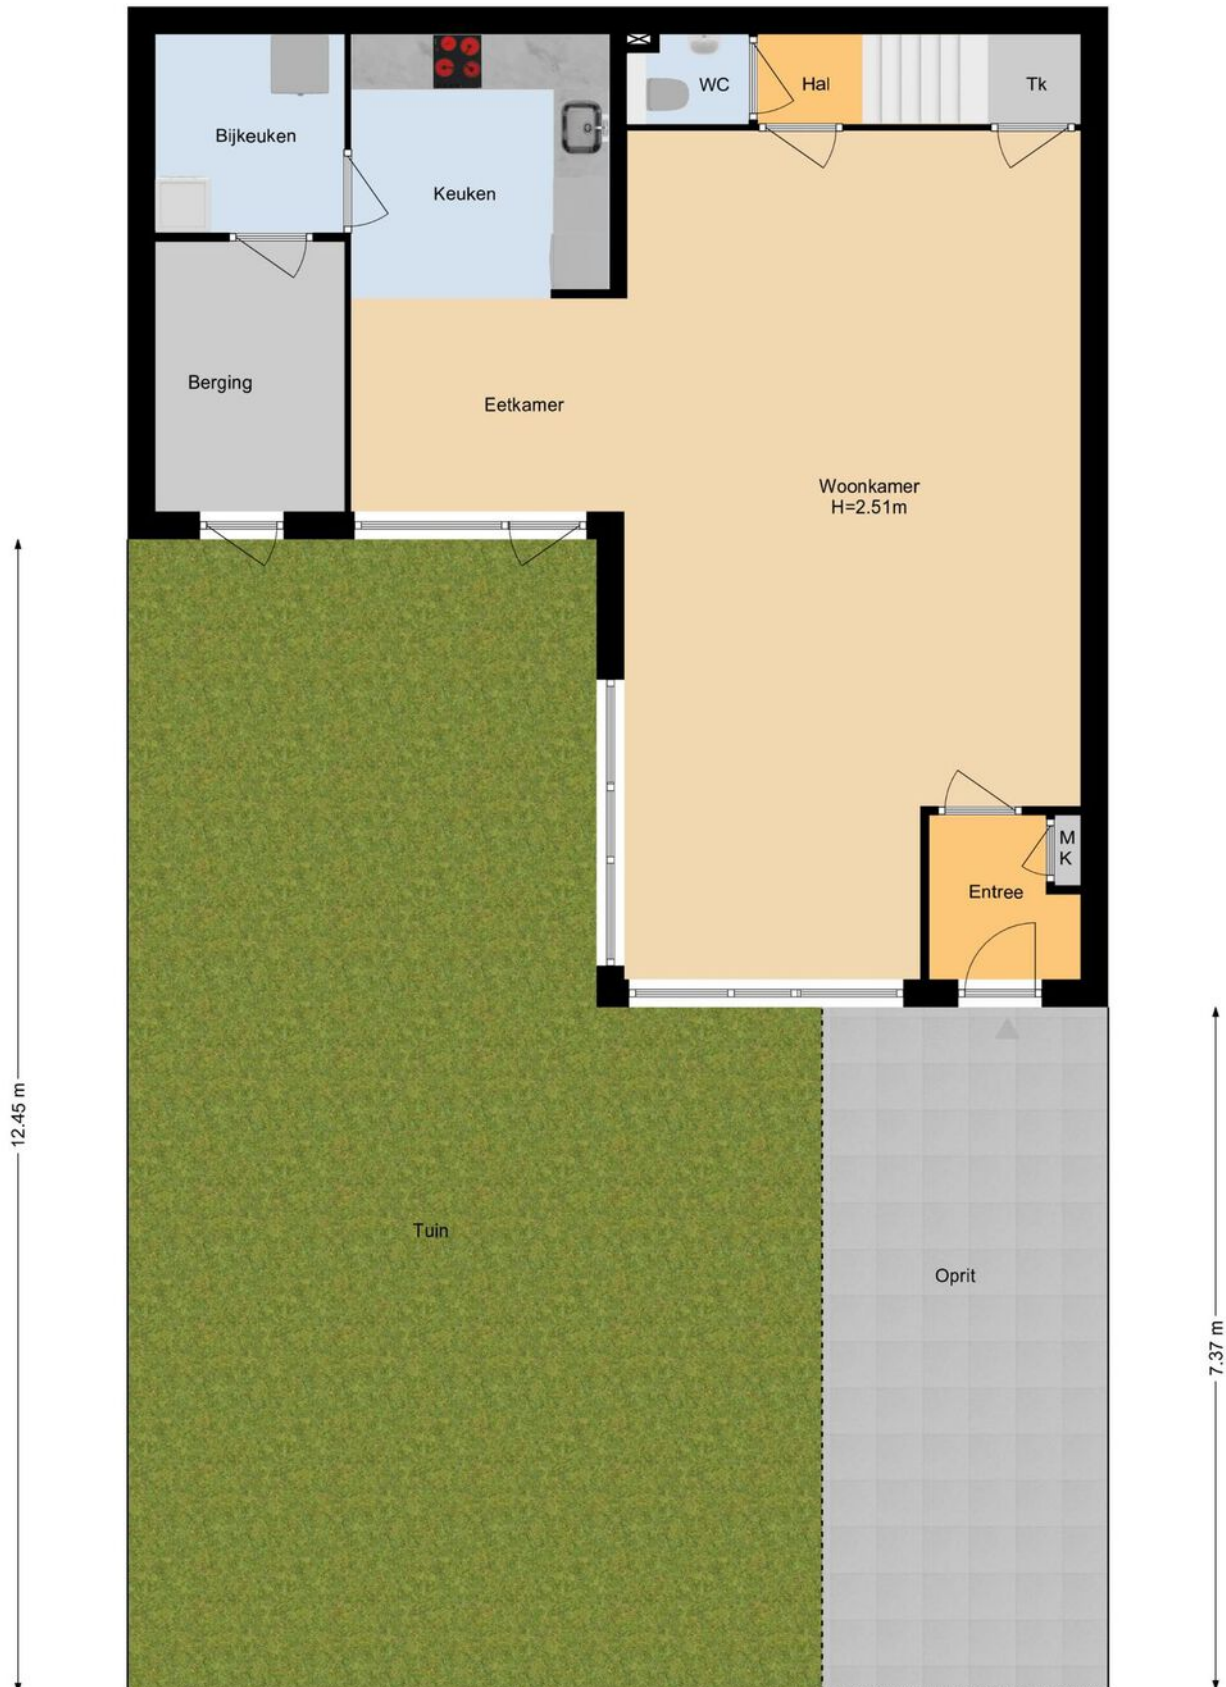 WC
Hal
Tk
Bijkeuken
Keuken
Berging
Eetkamer
Woonkamer
H=2.51m
M
K
Entree
12.45 m
Tuin
Oprit
7.37 m